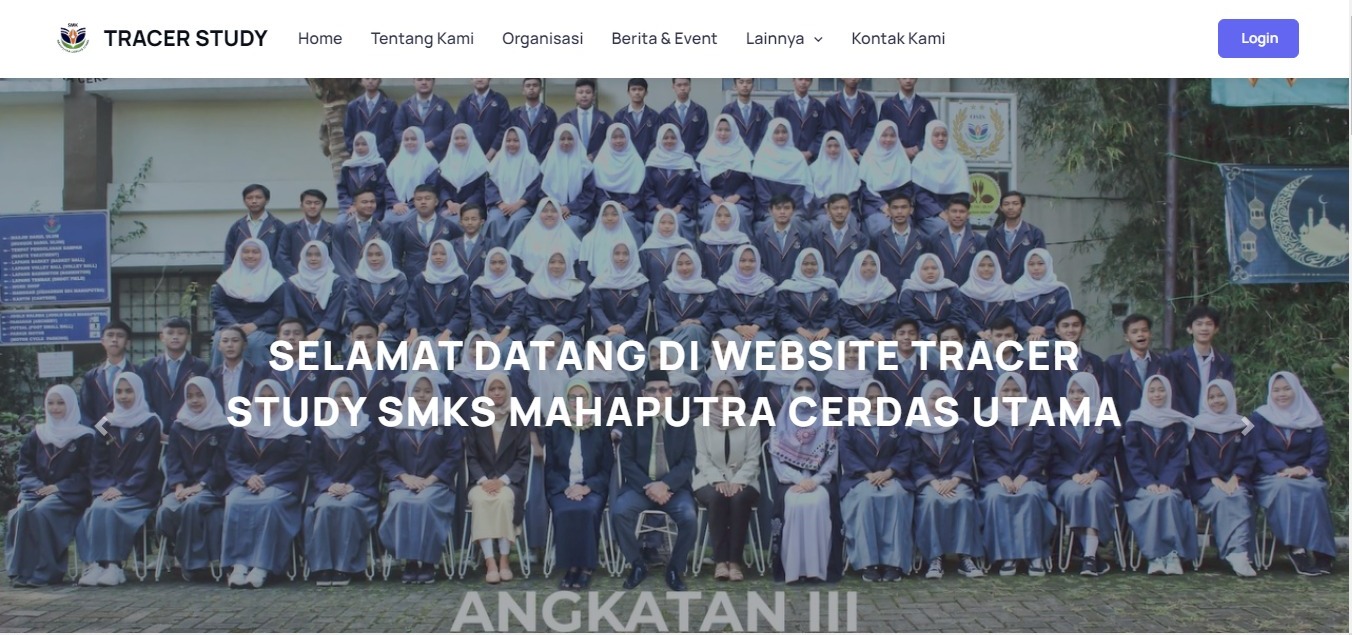 SMK
TRACER STUDY
Home
Tentang Kami
Organisasi
Berita & Event
Lainnya
Kontak Kami
Login
SELAMAT DATANG DI WEBSITE TRACER
STUDY SMKS MAHAPUTRA CERDAS UTAMA
ANGKATAN III